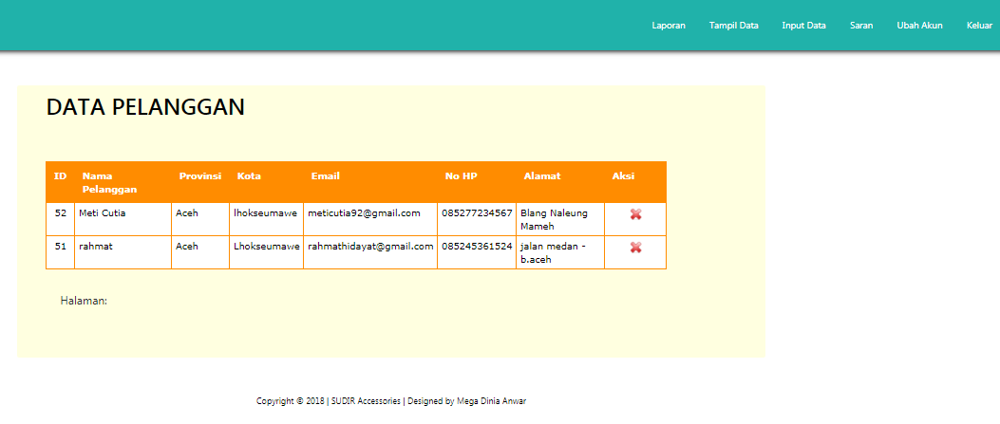 Laporan Tampil Data Input Data Saran Ubah Akun Keluar
DATA PELANGGAN
ID Nama Pelanggan Provinsi Kota Email No HP Alamat Aksi
52 Meti Cutia Aceh lhokseumawe meticutia92@gmail.com 085277234567 Blang Naleung Mameh
51 rahmat Aceh Lhokseumawe rahmathidayat@gmail.com 085245361524 jalan medan - b.aceh
Halaman:
Copyright © 2018 | SUDIR Accessories | Designed by Mega Dinia Anwar